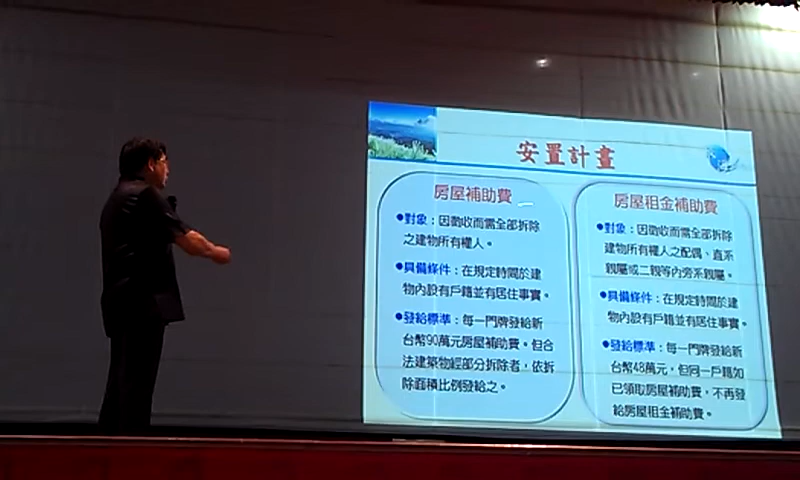 安置計畫
房屋補助費
●對象：因徵收而需全部拆除
之建物所有權人。
●具備條件：在規定時間於建
物內設有戶籍並有居住事實。
●發給標準：每一門牌發給新
台幣90萬元房屋補助費。但合
法建築物經部分拆除者，依拆
除面積比例發給之。
房屋租金補助費
●對象：因徵收而需全部拆除
建物所有權人之配偶、直系
親屬或二親等內旁系親屬。
●具備條件：在規定時間於建
物內設有戶籍並有居住事實。
●發給標準：每一門牌發給新
台幣48萬元，但同一戶籍如
已領取房屋補助費，不再發
給房屋租金補助費。